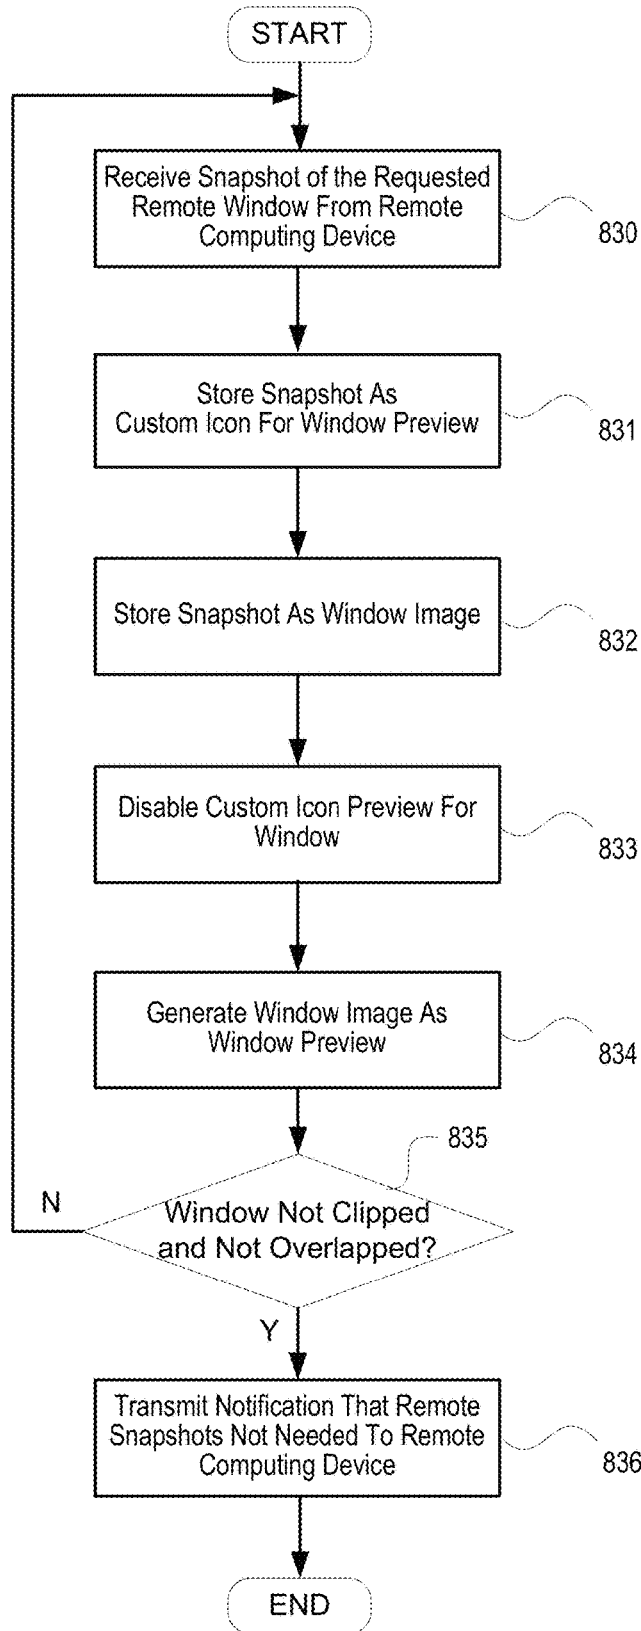 START
Receive Snapshot of the Requested
Remote Window From Remote
Computing Device
830
Store Snapshot As
Custom Icon For Window Preview
831
Store Snapshot As Window Image
832
Disable Custom Icon Preview For
Window
833
Generate Window Image As
Window Preview
834
835
Window Not Clipped
and Not Overlapped?
N
Y
Transmit Notification That Remote
Snapshots Not Needed To Remote
Computing Device
836
END